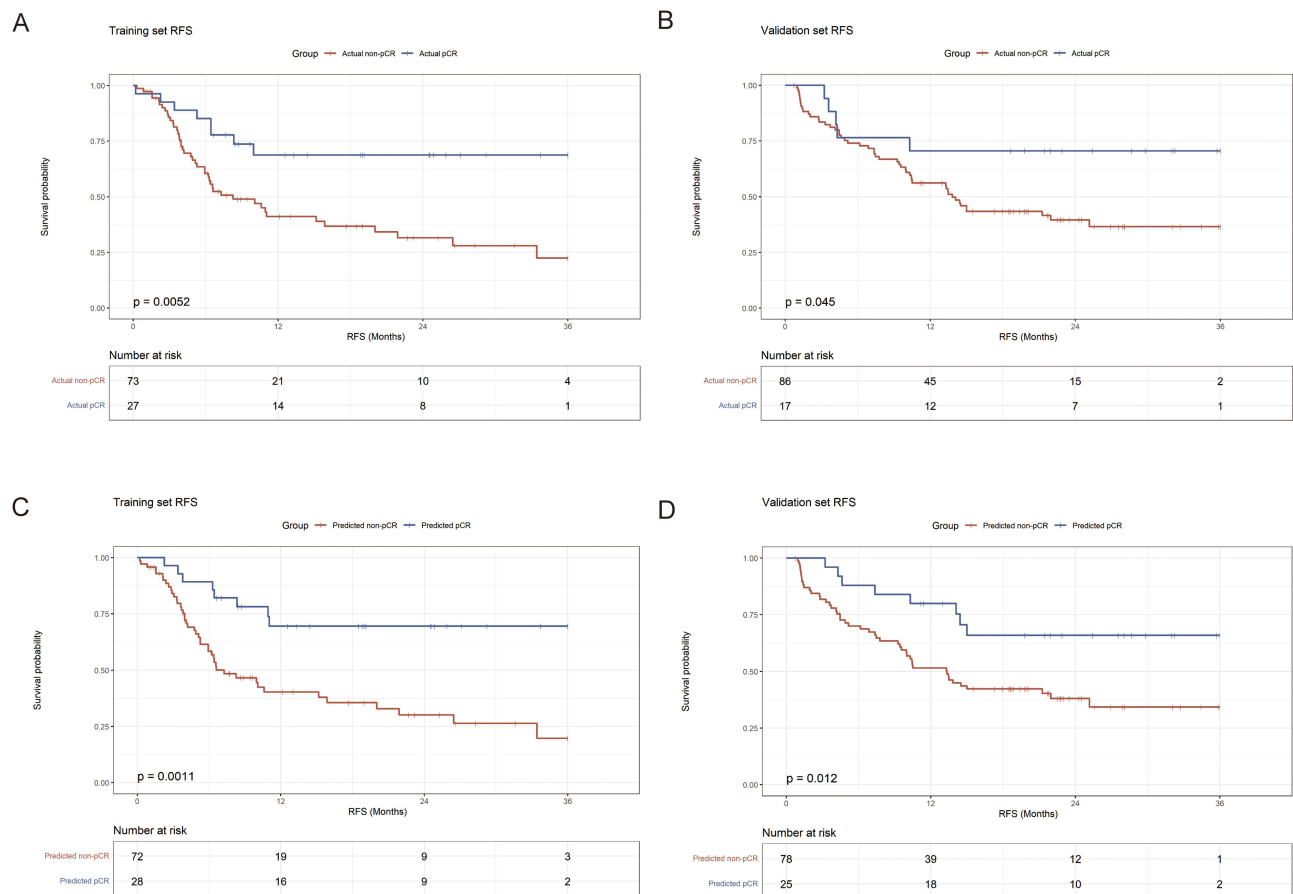 A
Training set RFS
Group Actual non-pCR Actual pCR
Survival probability
1.00
0.75
0.50
0.25
0.00
p = 0.0052
0 12 24 36
RFS (Months)
Number at risk
Actual non-pCR 73 21 10 4
Actual pCR 27 14 8 1
B
Validation set RFS
Group Actual non-pCR Actual pCR
Survival probability
1.00
0.75
0.50
0.25
0.00
p = 0.045
0 12 24 36
RFS (Months)
Number at risk
Actual non-pCR 86 45 15 2
Actual pCR 17 12 7 1
C
Training set RFS
Group Predicted non-pCR Predicted pCR
Survival probability
1.00
0.75
0.50
0.25
0.00
p = 0.0011
0 12 24 36
RFS (Months)
Number at risk
Predicted non-pCR 72 19 9 3
Predicted pCR 28 16 9 2
D
Validation set RFS
Group Predicted non-pCR Predicted pCR
Survival probability
1.00
0.75
0.50
0.25
0.00
p = 0.012
0 12 24 36
RFS (Months)
Number at risk
Predicted non-pCR 78 39 12 1
Predicted pCR 25 18 10 2